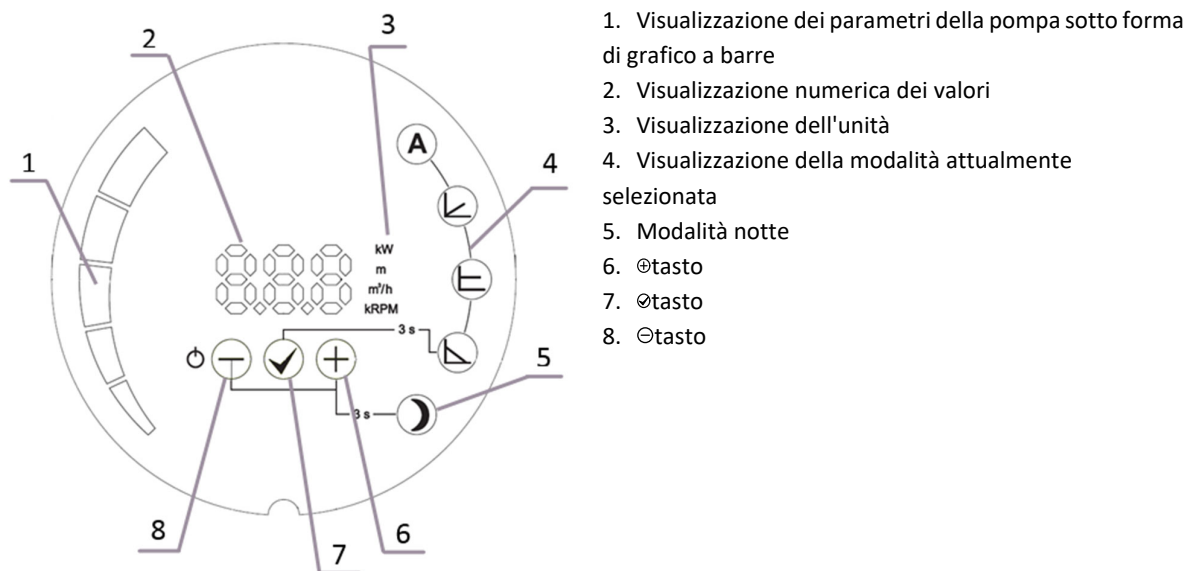 2
3
1
4
A
kW
m
m³/h
kRPM
3 s
5
3 s
8
7
6
1. Visualizzazione dei parametri della pompa sotto forma
di grafico a barre
2. Visualizzazione numerica dei valori
3. Visualizzazione dell'unità
4. Visualizzazione della modalità attualmente
selezionata
5. Modalità notte
6. ⊕tasto
7. ✓tasto
8. ⊖tasto